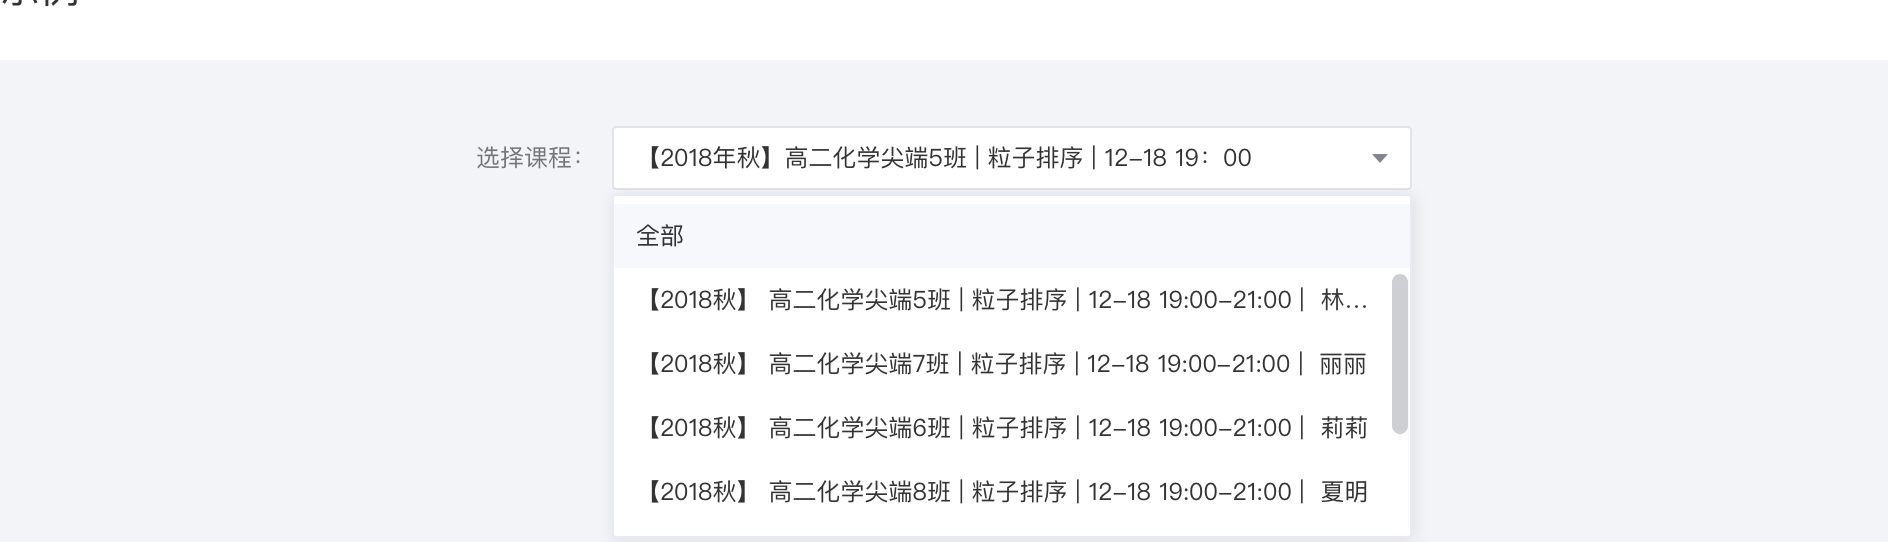 选择课程：
【2018年秋】高二化学尖端5班 | 粒子排序 | 12-18 19：00
全部
【2018秋】 高二化学尖端5班 | 粒子排序 | 12-18 19:00-21:00 | 林...
【2018秋】 高二化学尖端7班 | 粒子排序 | 12-18 19:00-21:00 | 丽丽
【2018秋】 高二化学尖端6班 | 粒子排序 | 12-18 19:00-21:00 | 莉莉
【2018秋】 高二化学尖端8班 | 粒子排序 | 12-18 19:00-21:00 | 夏明